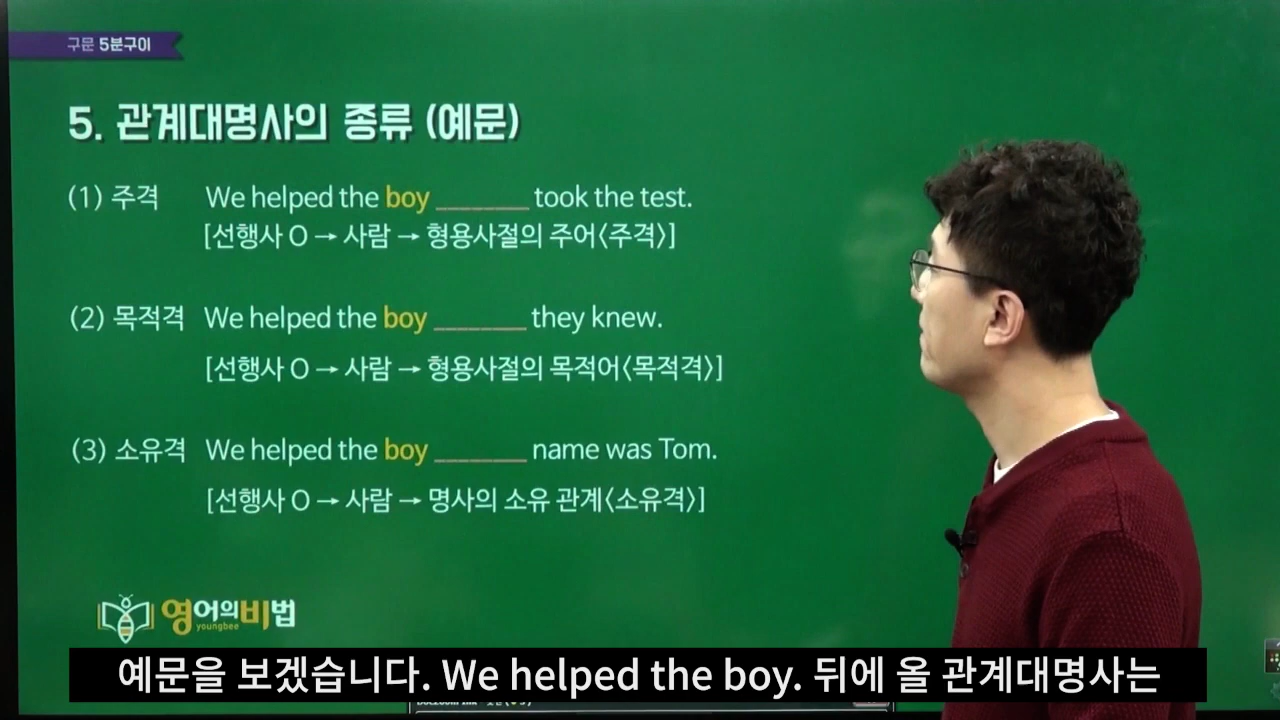 구문 5분구이
5. 관계대명사의 종류 (예문)
(1) 주격 We helped the boy ________ took the test.
[선행사 O → 사람 → 형용사절의 주어〈주격〉]
(2) 목적격 We helped the boy ________ they knew.
[선행사 O → 사람 → 형용사절의 목적어〈목적격〉]
(3) 소유격 We helped the boy ________ name was Tom.
[선행사 O → 사람 → 명사의 소유 관계〈소유격〉]
영어의비법
youngbee
예문을 보겠습니다. We helped the boy. 뒤에 올 관계대명사는